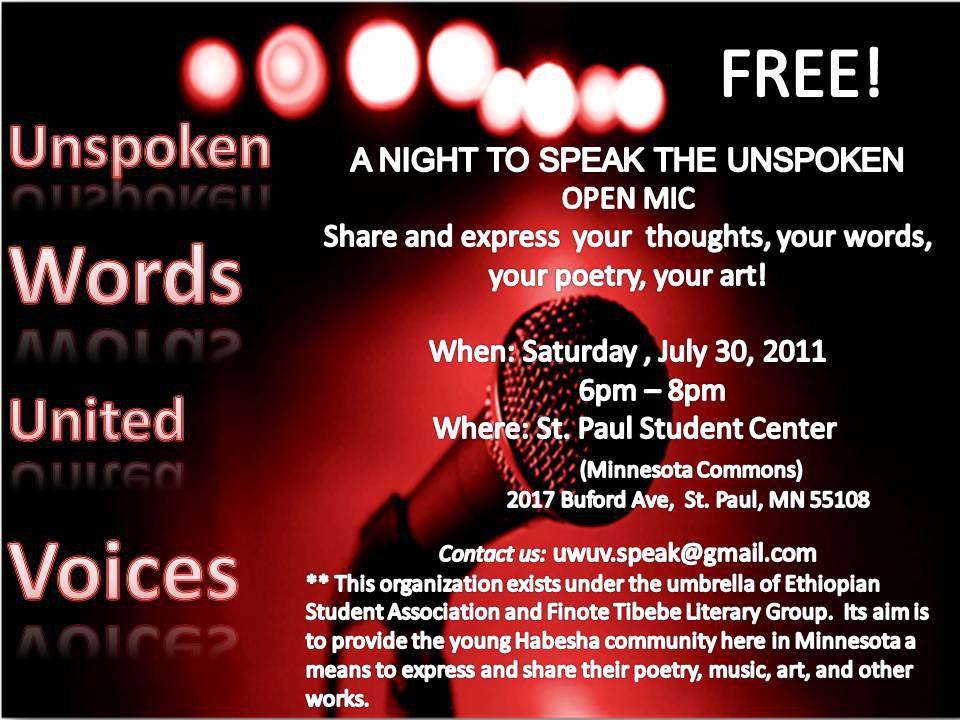 FREE!
Unspoken
Words
United
Voices
A NIGHT TO SPEAK THE UNSPOKEN
OPEN MIC
Share and express your thoughts, your words,
your poetry, your art!
When: Saturday , July 30, 2011
6pm – 8pm
Where: St. Paul Student Center
(Minnesota Commons)
2017 Buford Ave, St. Paul, MN 55108
Contact us: uwuv.speak@gmail.com
** This organization exists under the umbrella of Ethiopian
Student Association and Finote Tibebe Literary Group. Its aim is
to provide the young Habesha community here in Minnesota a
means to express and share their poetry, music, art, and other
works.